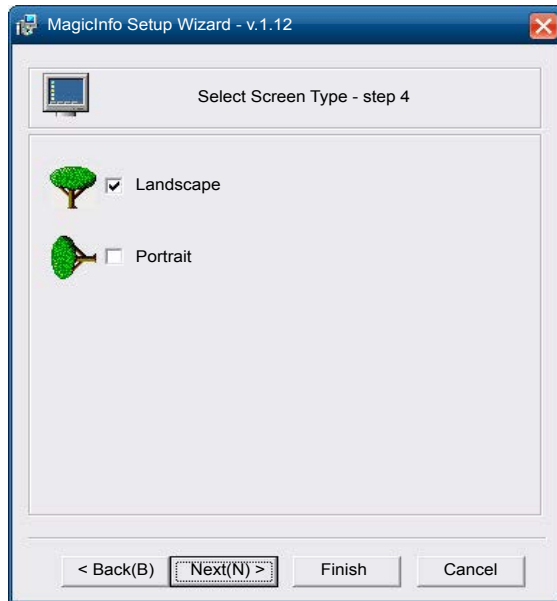 MagicInfo Setup Wizard - v.1.12
Select Screen Type - step 4
Landscape
Portrait
< Back(B) Next(N) > Finish Cancel